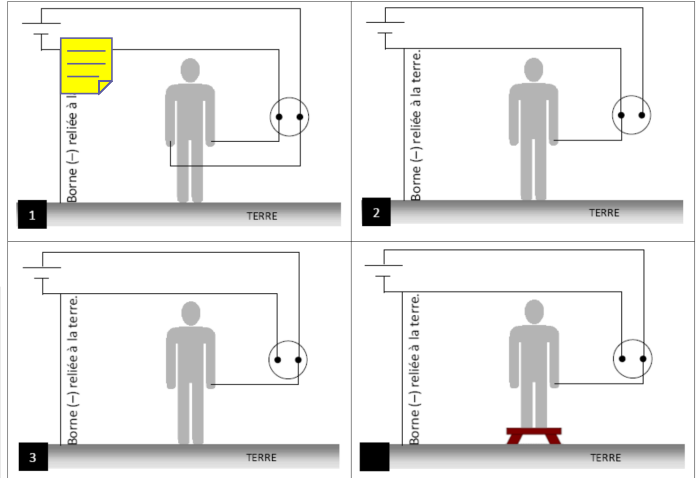 Borne (–) reliée à l
1
TERRE
Borne (–) reliée à la terre.
2
TERRE
Borne (–) reliée à la terre.
3
TERRE
Borne (–) reliée à la terre.
TERRE